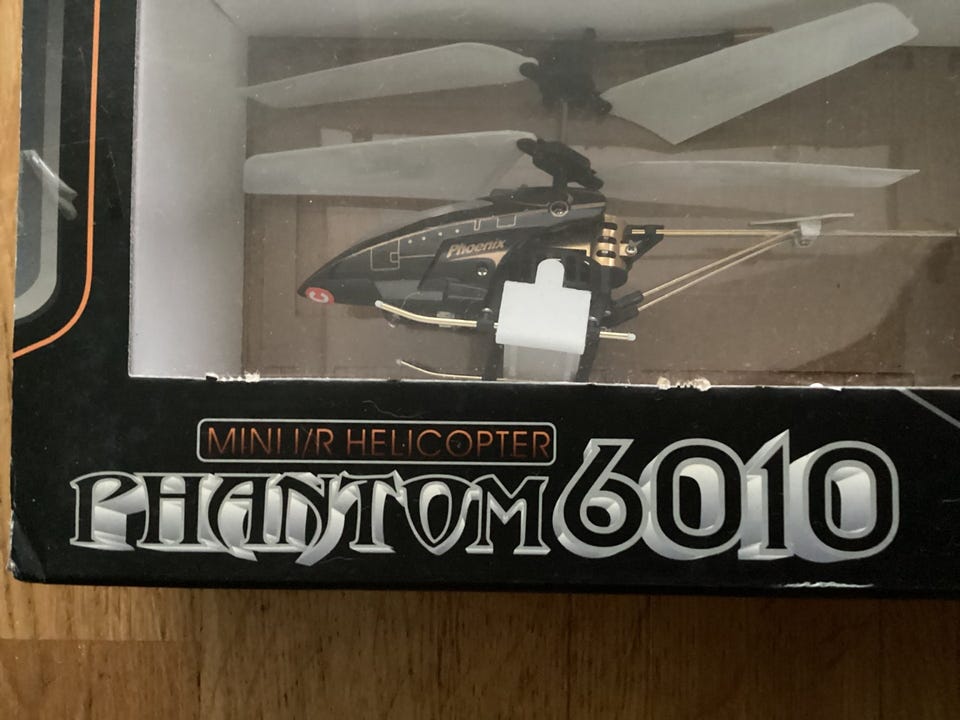 Phoenix
C
MINI I/R HELICOPTER
PHANTOM 6010